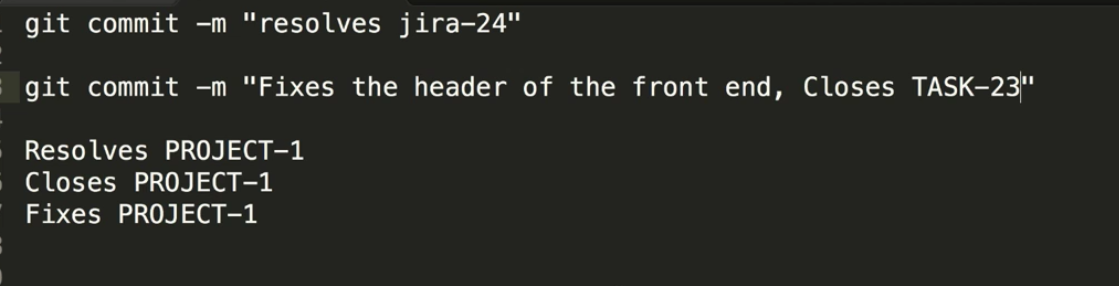 git commit -m "resolves jira-24"
git commit -m "Fixes the header of the front end, Closes TASK-23"
Resolves PROJECT-1
Closes PROJECT-1
Fixes PROJECT-1